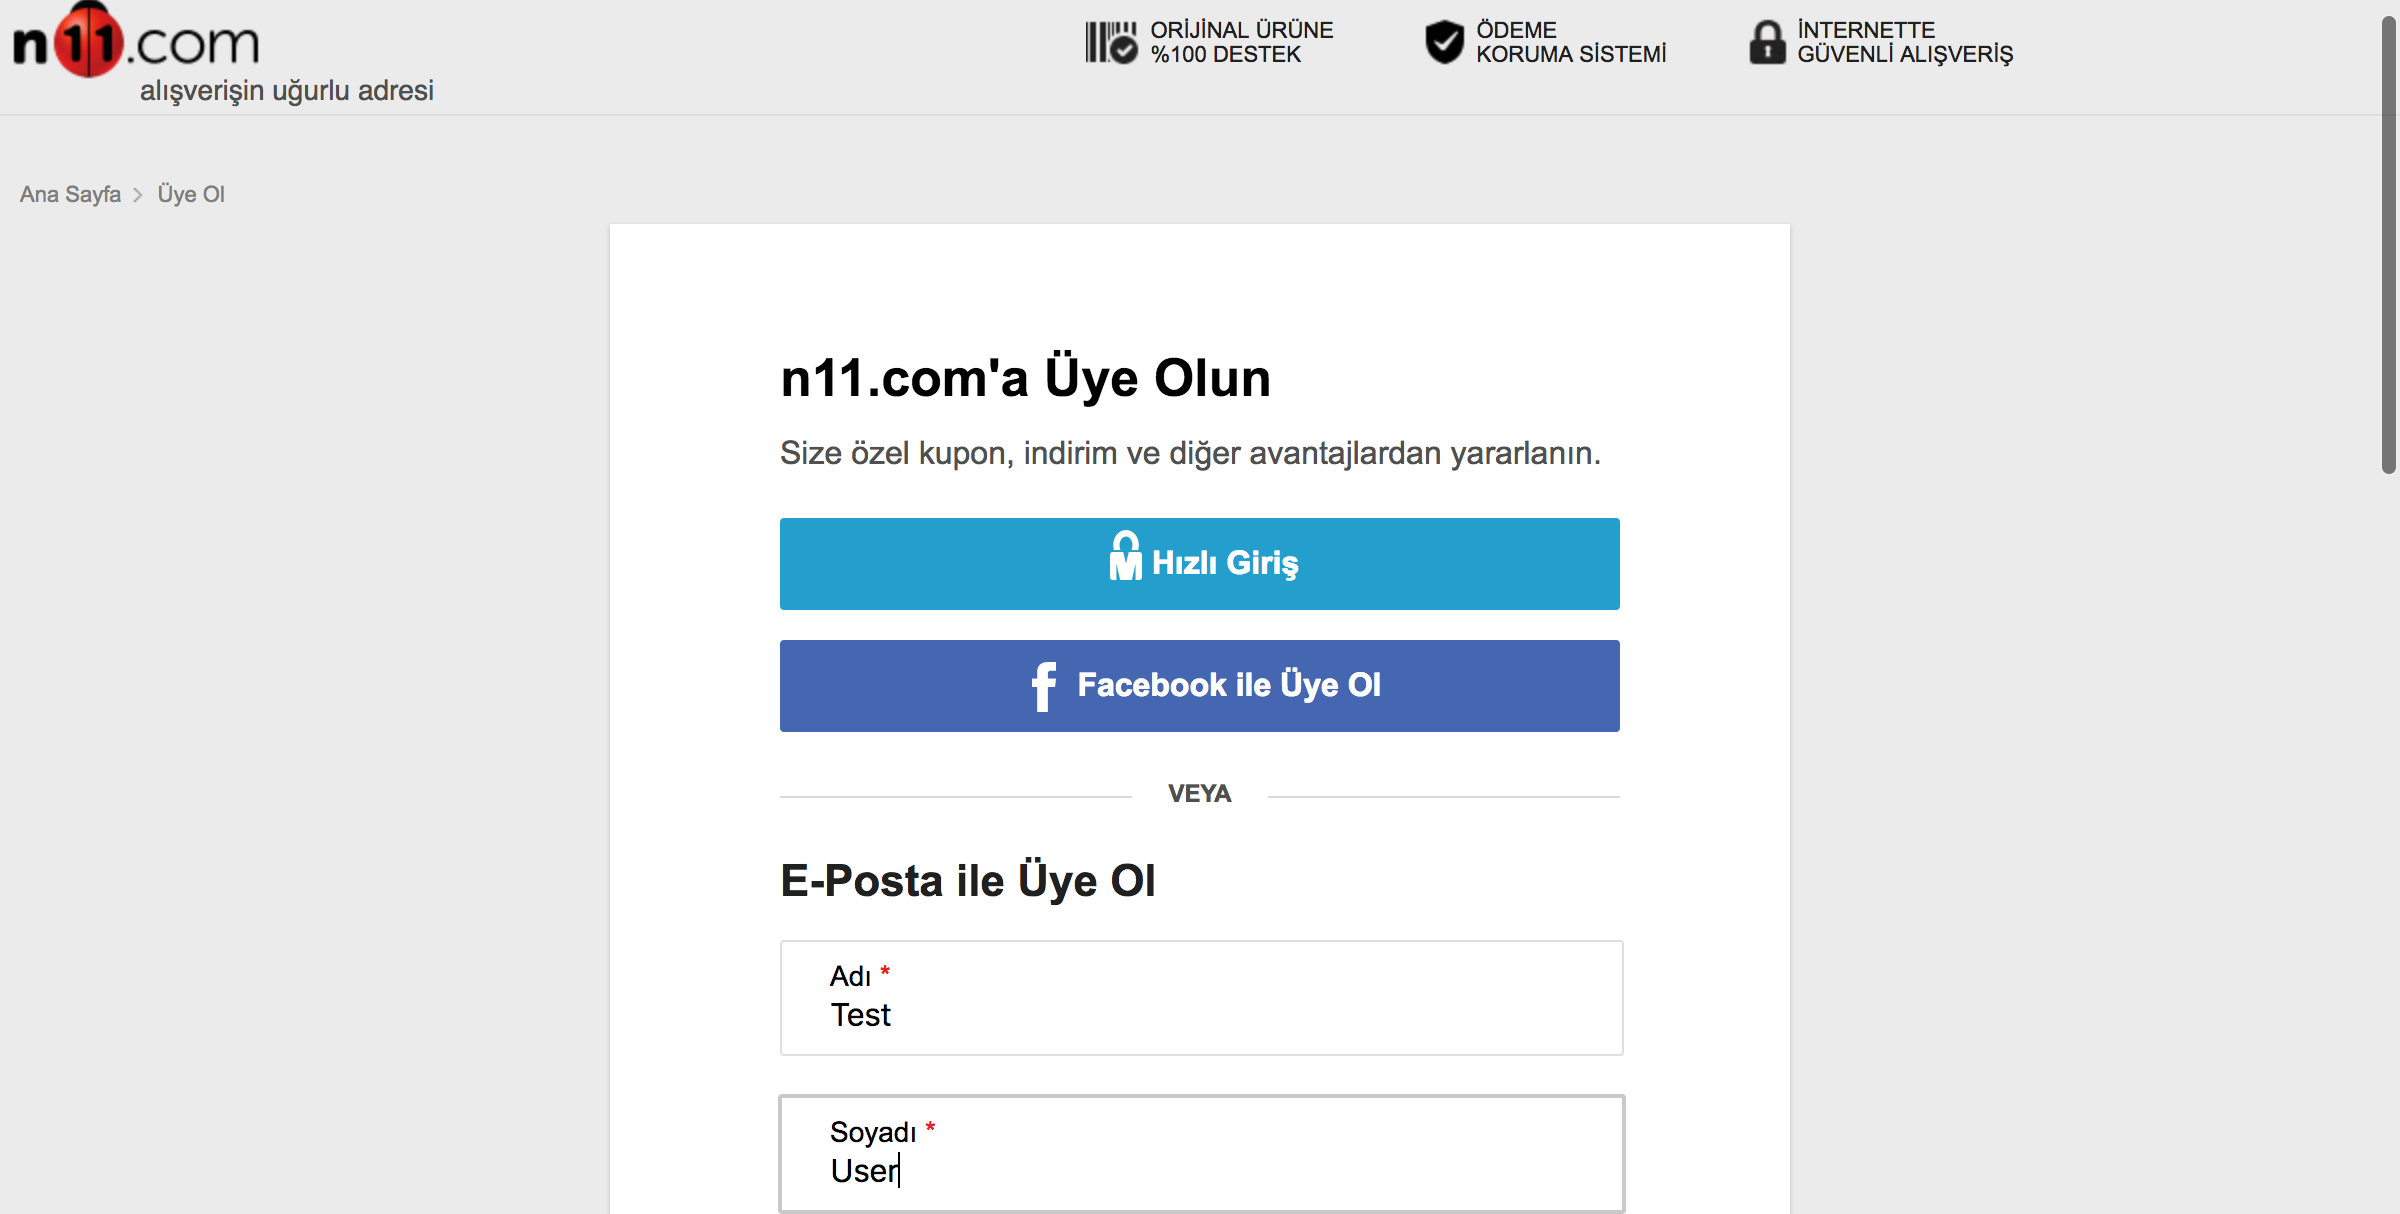 n11.com
alışverişin uğurlu adresi
ORİJİNAL ÜRÜNE
%100 DESTEK
ÖDEME
KORUMA SİSTEMİ
İNTERNETTE
GÜVENLİ ALIŞVERİŞ
Ana Sayfa > Üye Ol
n11.com'a Üye Olun
Size özel kupon, indirim ve diğer avantajlardan yararlanın.
Hızlı Giriş
Facebook ile Üye Ol
VEYA
E-Posta ile Üye Ol
Adı *
Test
Soyadı *
User